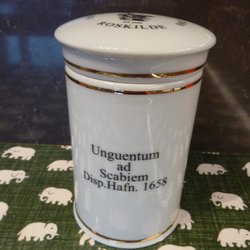 ROSKILDE
Unguentum
ad
Scabiem
Disp.Hafn. 1658